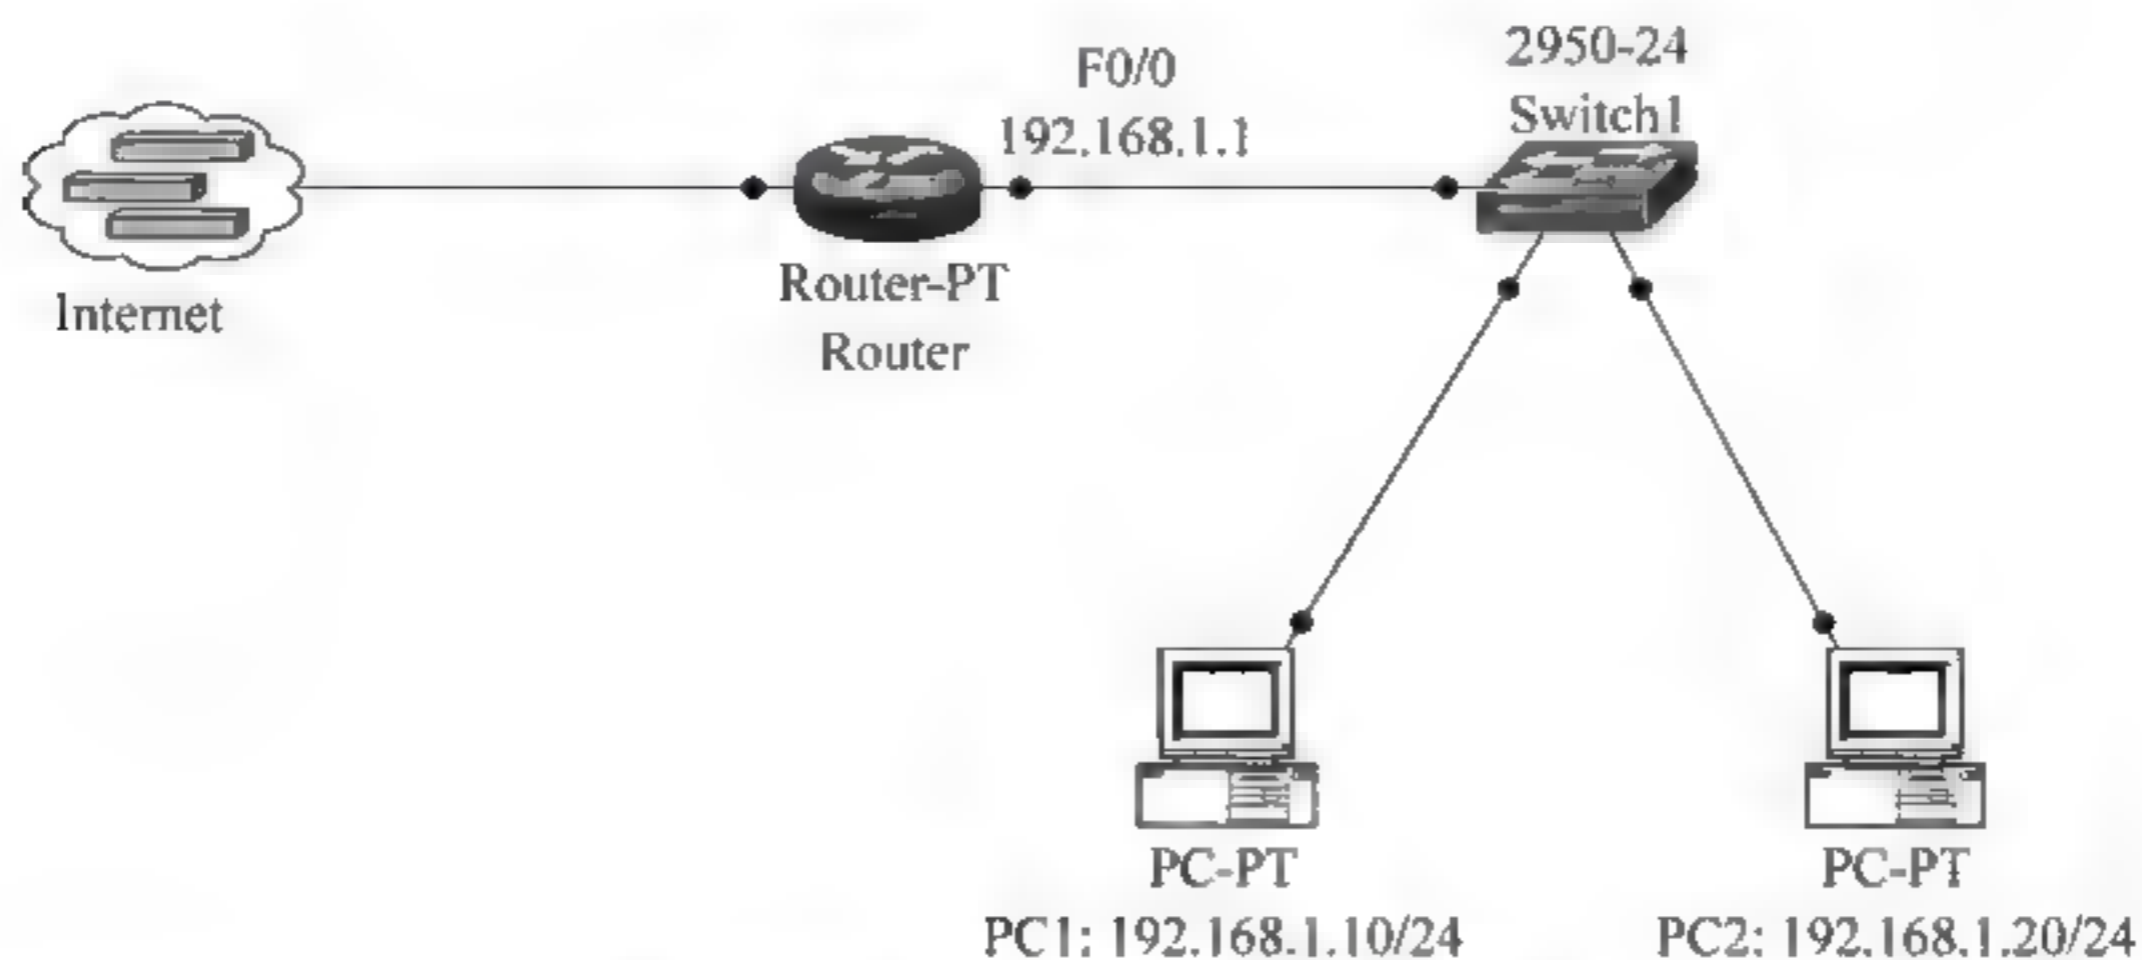 Internet
Router-PT
Router
F0/0
192.168.1.1
2950-24
Switch1
PC-PT
PC1: 192.168.1.10/24
PC-PT
PC2: 192.168.1.20/24